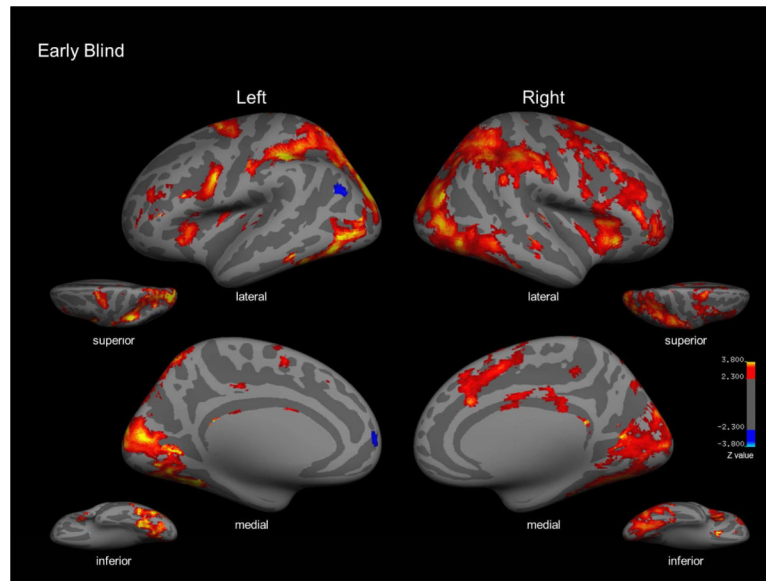 Early Blind
Left
Right
lateral
lateral
superior
superior
3.800
2.300
-2.300
-3.800
Z value
medial
medial
inferior
inferior